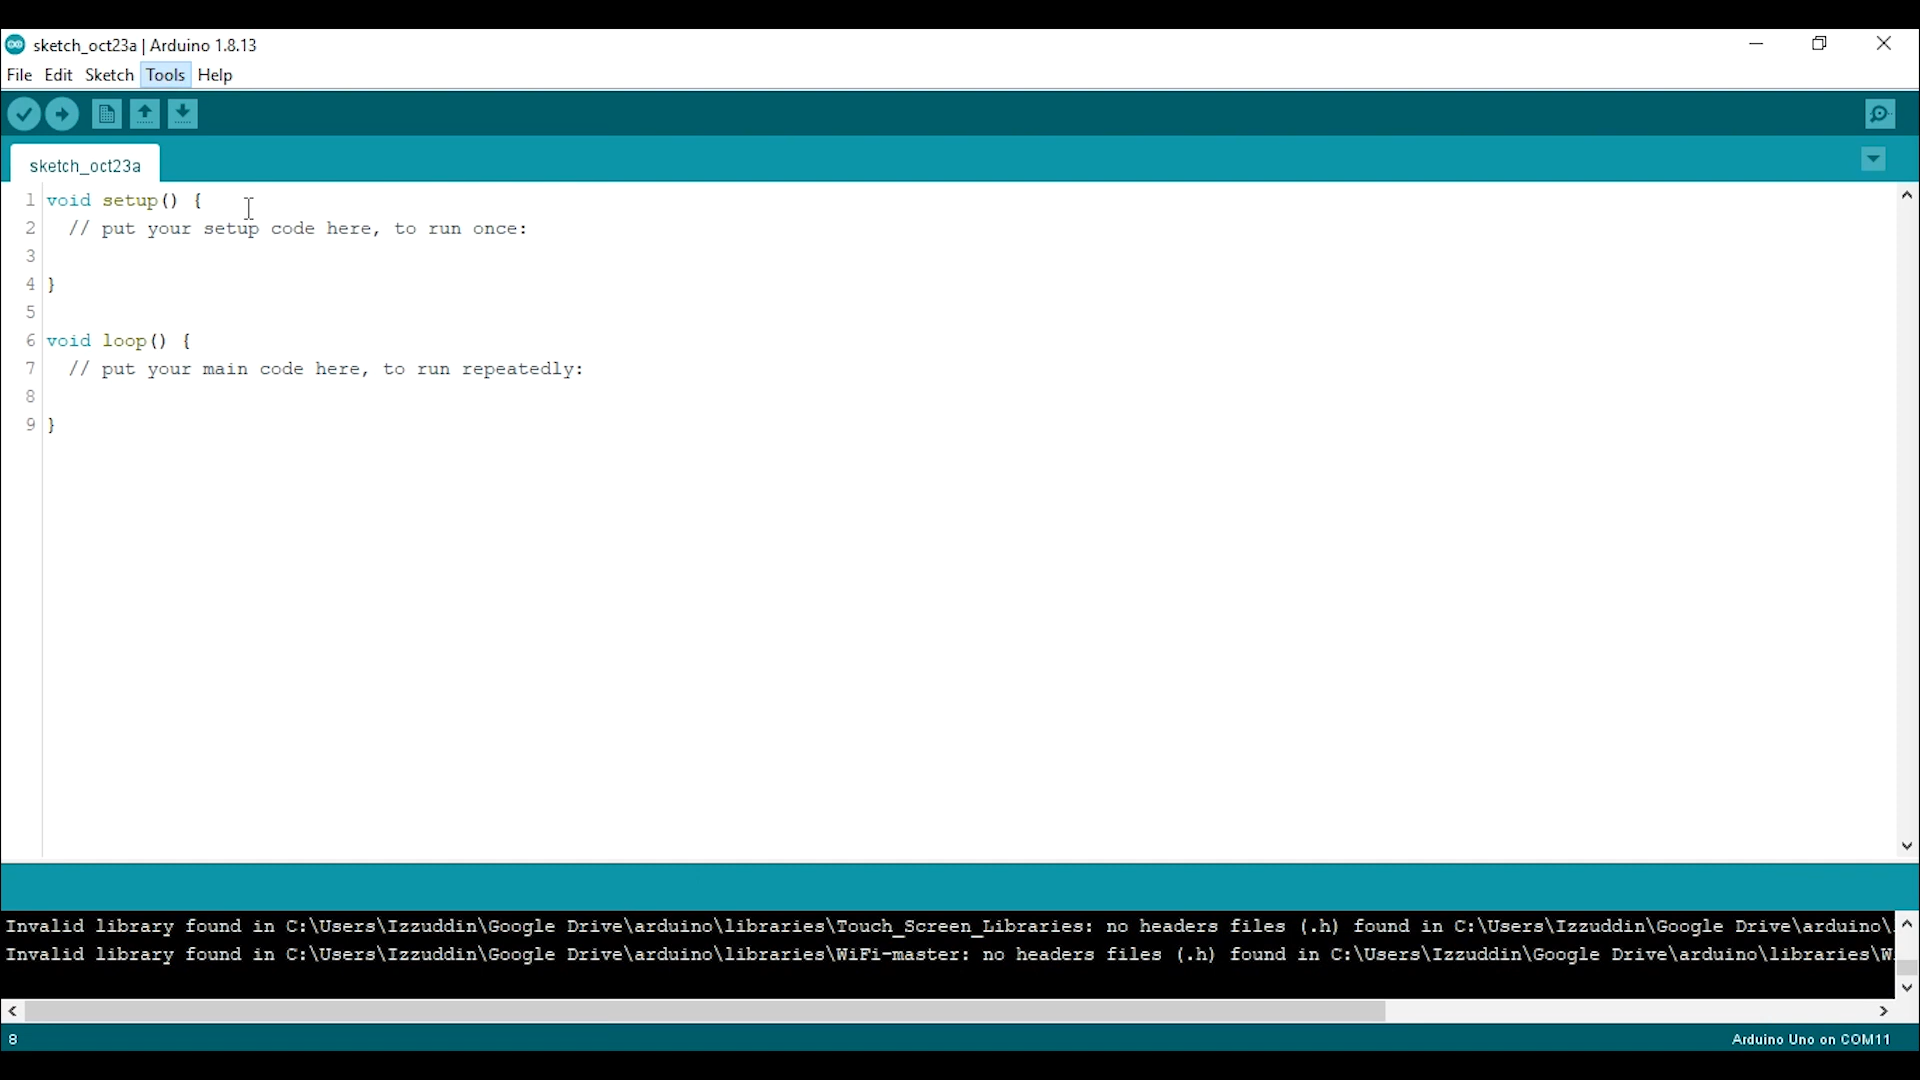 sketch_oct23a | Arduino 1.8.13
File Edit Sketch Tools Help
sketch_oct23a
1 void setup() {
2 // put your setup code here, to run once:
3
4 }
5
6 void loop() {
7 // put your main code here, to run repeatedly:
8
9 }
Invalid library found in C:\Users\Izzuddin\Google Drive\arduino\libraries\Touch_Screen_Libraries: no headers files (.h) found in C:\Users\Izzuddin\Google Drive\arduino\
Invalid library found in C:\Users\Izzuddin\Google Drive\arduino\libraries\WiFi-master: no headers files (.h) found in C:\Users\Izzuddin\Google Drive\arduino\libraries\W
8 Arduino Uno on COM11